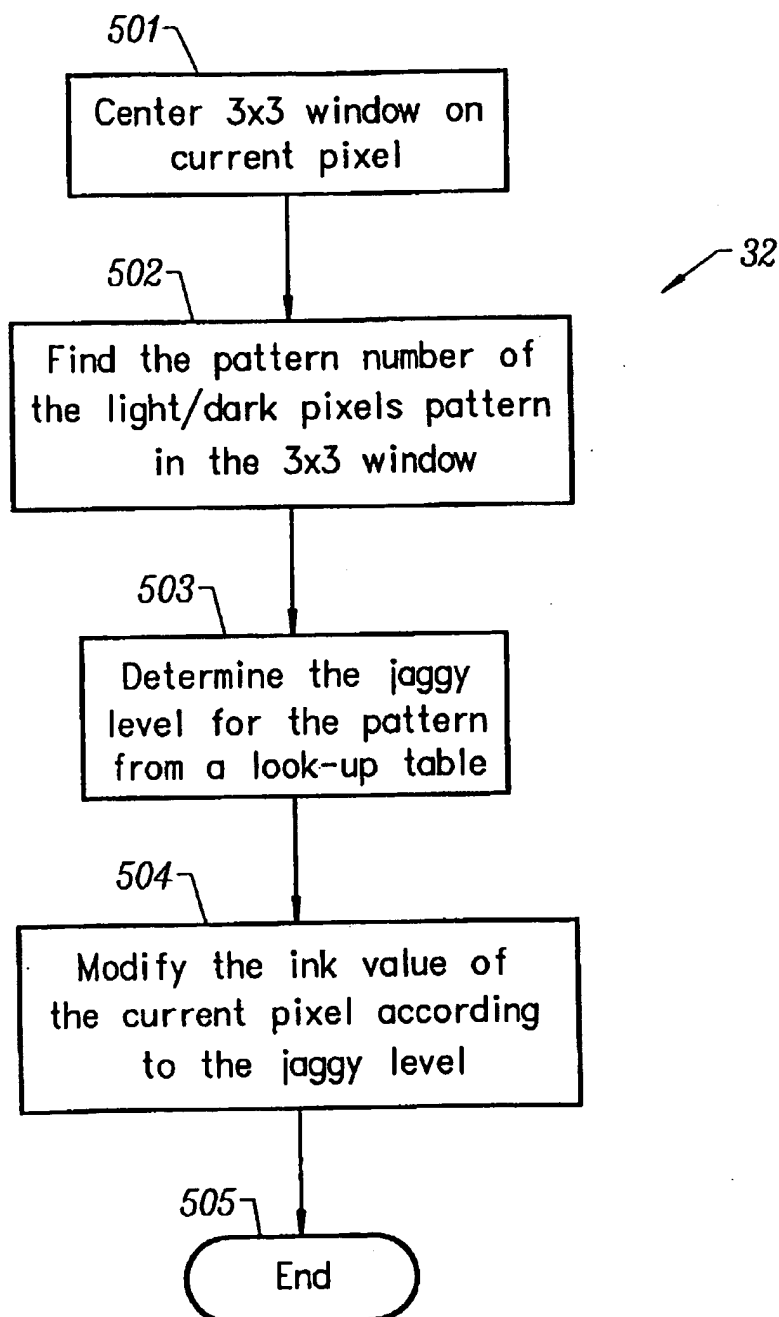 501
Center 3x3 window on
current pixel
32
502
Find the pattern number of
the light/dark pixels pattern
in the 3x3 window
503
Determine the jaggy
level for the pattern
from a look-up table
504
Modify the ink value of
the current pixel according
to the jaggy level
505
End